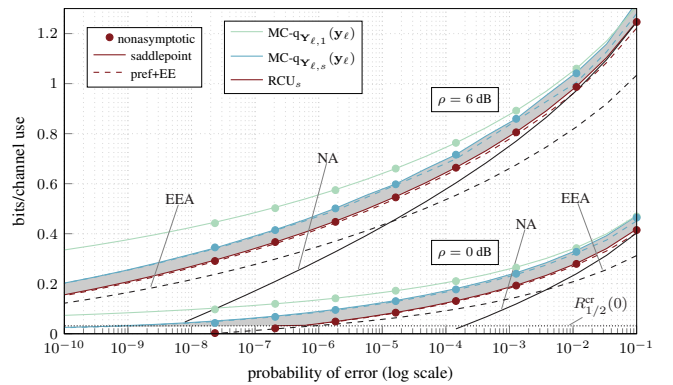 nonasymptotic
saddlepoint
pref+EE
MC-q_{Y_ℓ,1}(y_ℓ)
MC-q_{Y_ℓ,s}(y_ℓ)
RCU_s
ρ = 6 dB
NA
EEA
EEA
NA
ρ = 0 dB
R^{cr}_{1/2}(0)
1.2
1
0.8
0.6
0.4
0.2
0
bits/channel use
10^{−10} 10^{−9} 10^{−8} 10^{−7} 10^{−6} 10^{−5} 10^{−4} 10^{−3} 10^{−2} 10^{−1}
probability of error (log scale)